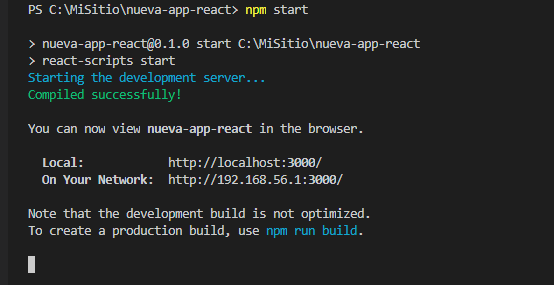 PS C:\MiSitio\nueva-app-react> npm start
> nueva-app-react@0.1.0 start C:\MiSitio\nueva-app-react
> react-scripts start
Starting the development server...
Compiled successfully!
You can now view nueva-app-react in the browser.
Local: http://localhost:3000/
On Your Network: http://192.168.56.1:3000/
Note that the development build is not optimized.
To create a production build, use npm run build.